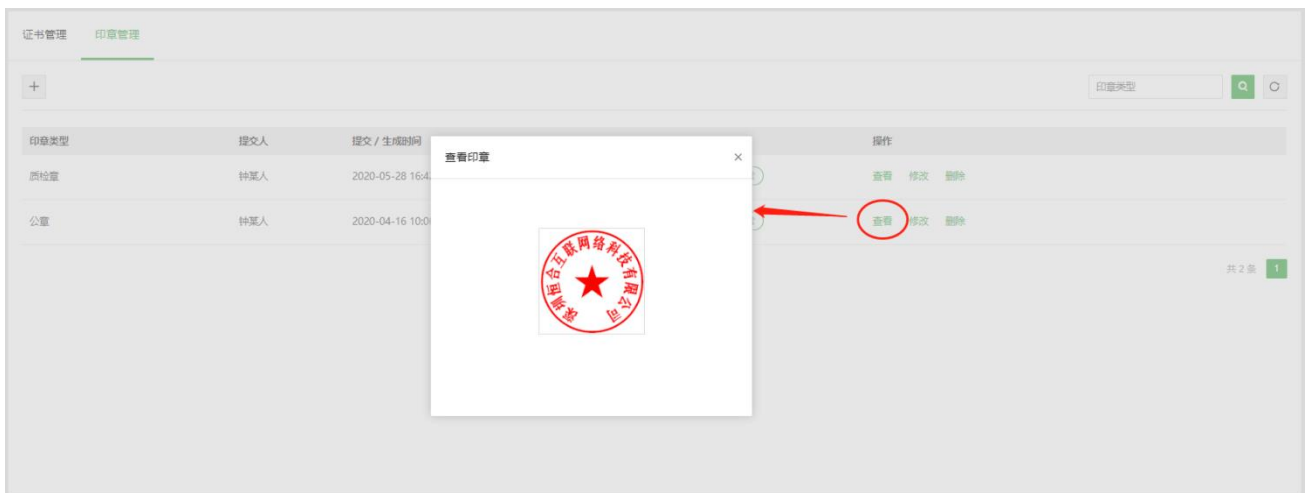 证书管理 印章管理
+ 印章类型
印章类型 提交人 提交 / 生成时间 操作
查看印章 ×
质检章 钟某人 2020-05-28 16:4 查看 修改 删除
公章 钟某人 2020-04-16 10:0 查看 修改 删除
深圳恒合互联网络科技有限公司
共 2 条 1